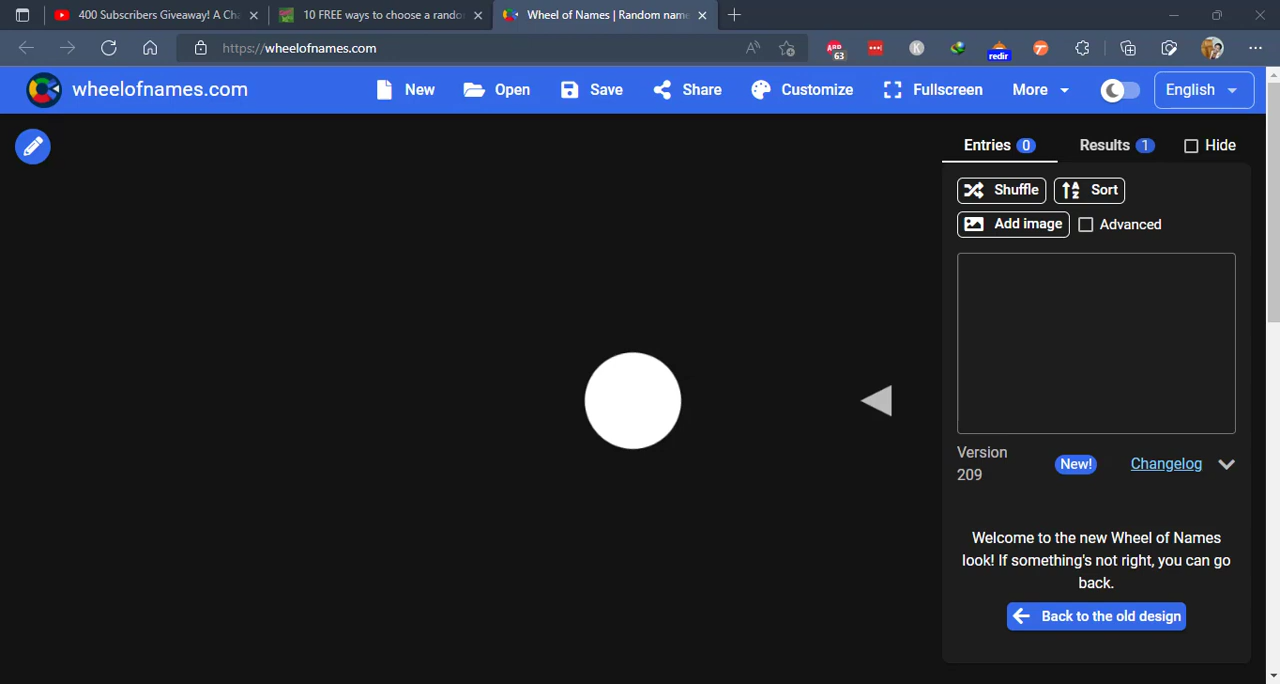 400 Subscribers Giveaway! A Cha
10 FREE ways to choose a rando
Wheel of Names | Random name
https://wheelofnames.com
ABP
63
K
redir
wheelofnames.com
New
Open
Save
Share
Customize
Fullscreen
More
English
Entries 0
Results 1
Hide
Shuffle
Sort
Add image
Advanced
Version
209
New!
Changelog
Welcome to the new Wheel of Names
look! If something's not right, you can go
back.
Back to the old design